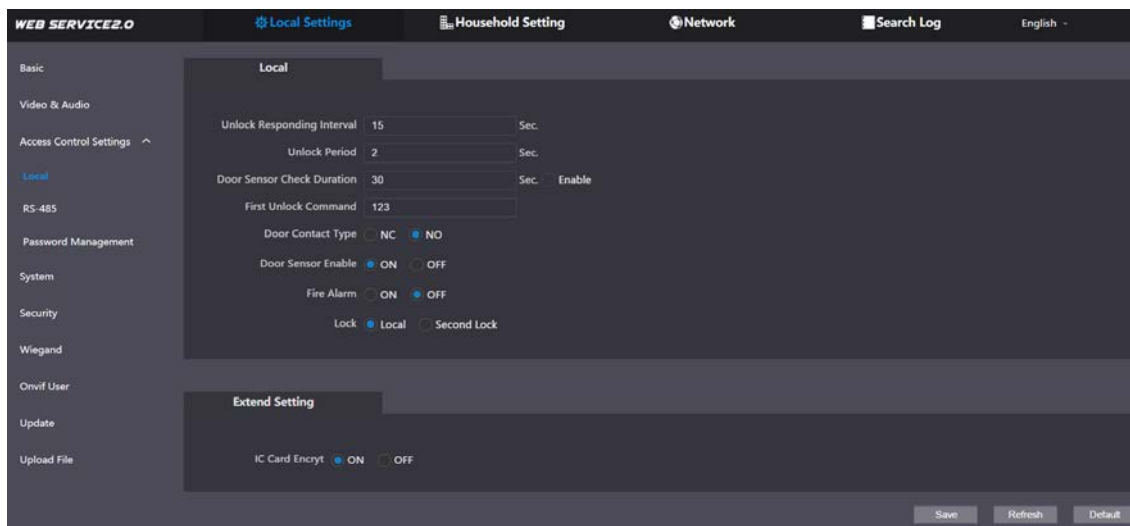 WEB SERVICE2.0 Local Settings Household Setting Network Search Log English
Basic
Video & Audio
Access Control Settings
Local
RS-485
Password Management
System
Security
Wiegand
Onvif User
Update
Upload File
Local
Unlock Responding Interval 15 Sec.
Unlock Period 2 Sec.
Door Sensor Check Duration 30 Sec. Enable
First Unlock Command 123
Door Contact Type NC NO
Door Sensor Enable ON OFF
Fire Alarm ON OFF
Lock Local Second Lock
Extend Setting
IC Card Encryt ON OFF
Save Refresh Default